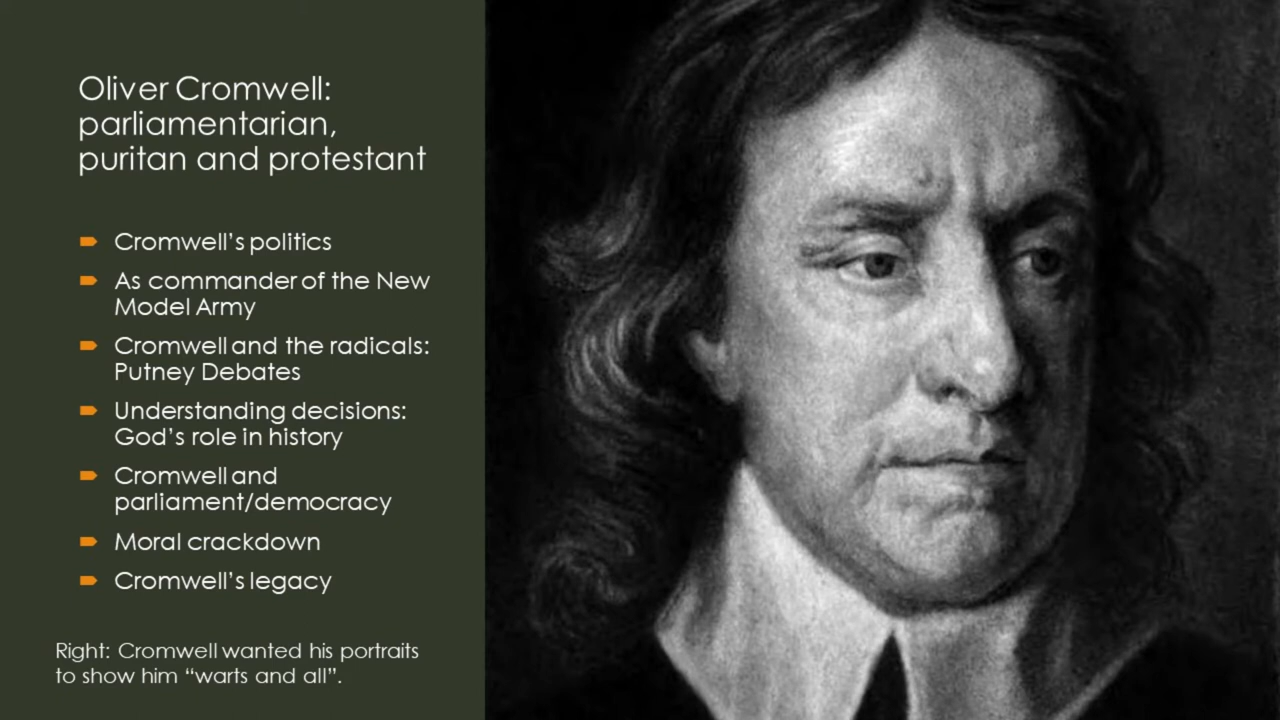 Oliver Cromwell:
parliamentarian,
puritan and protestant
Cromwell's politics
As commander of the New
Model Army
Cromwell and the radicals:
Putney Debates
Understanding decisions:
God's role in history
Cromwell and
parliament/democracy
Moral crackdown
Cromwell's legacy
Right: Cromwell wanted his portraits
to show him “warts and all”.